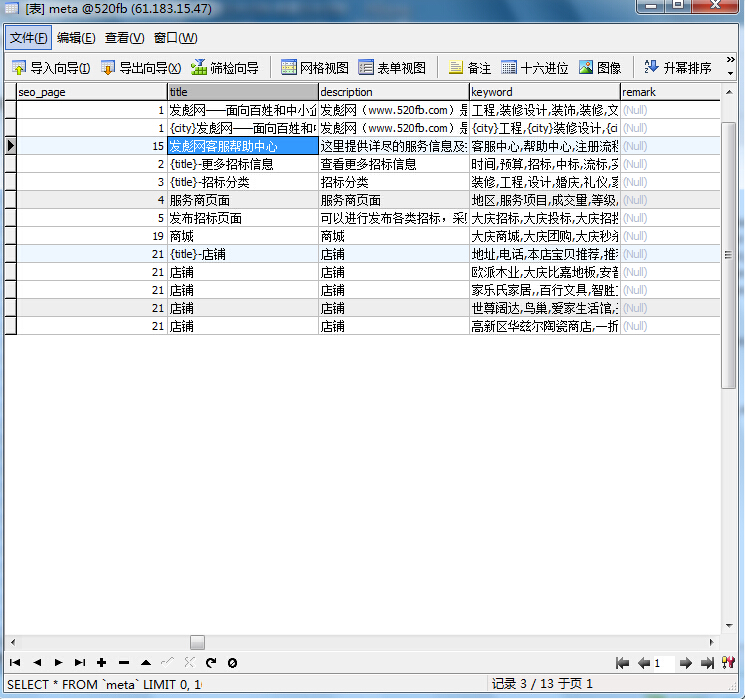 [表] meta @520fb (61.183.15.47)
文件(F) 编辑(E) 查看(V) 窗口(W)
导入向导(I) 导出向导(X) 筛检向导 网格视图 表单视图 备注 十六进位 图像 升幂排序
seo_page title description keyword remark
1 发彪网——面向百姓和中小企 发彪网（www.520fb.com）是 工程,装修设计,装饰,装修,文 (Null)
1 {city}发彪网——面向百姓和中 发彪网（www.520fb.com）是 {city}工程,{city}装修设计,{ci (Null)
15 发彪网客服帮助中心 这里提供详尽的服务信息及 客服中心,帮助中心,注册流程 (Null)
2 {title}-更多招标信息 查看更多招标信息 时间,预算,招标,中标,流标, (Null)
3 {title}-招标分类 招标分类 装修,工程,设计,婚庆,礼仪, (Null)
4 服务商页面 服务商页面 地区,服务项目,成交量,等级, (Null)
5 发布招标页面 可以进行发布各类招标，采 大庆招标,大庆投标,大庆招 (Null)
19 商城 商城 大庆商城,大庆团购,大庆秒 (Null)
21 {title}-店铺 店铺 地址,电话,本店宝贝推荐,推 (Null)
21 店铺 店铺 欧派木业,大庆比嘉地板,安 (Null)
21 店铺 店铺 家乐氏家居,,百行文具,智胜 (Null)
21 店铺 店铺 世尊阔达,鸟巢,爱家生活馆, (Null)
21 店铺 店铺 高新区华兹尔陶瓷商店,一折 (Null)
1
SELECT * FROM `meta` LIMIT 0, 1 记录 3 / 13 于页 1